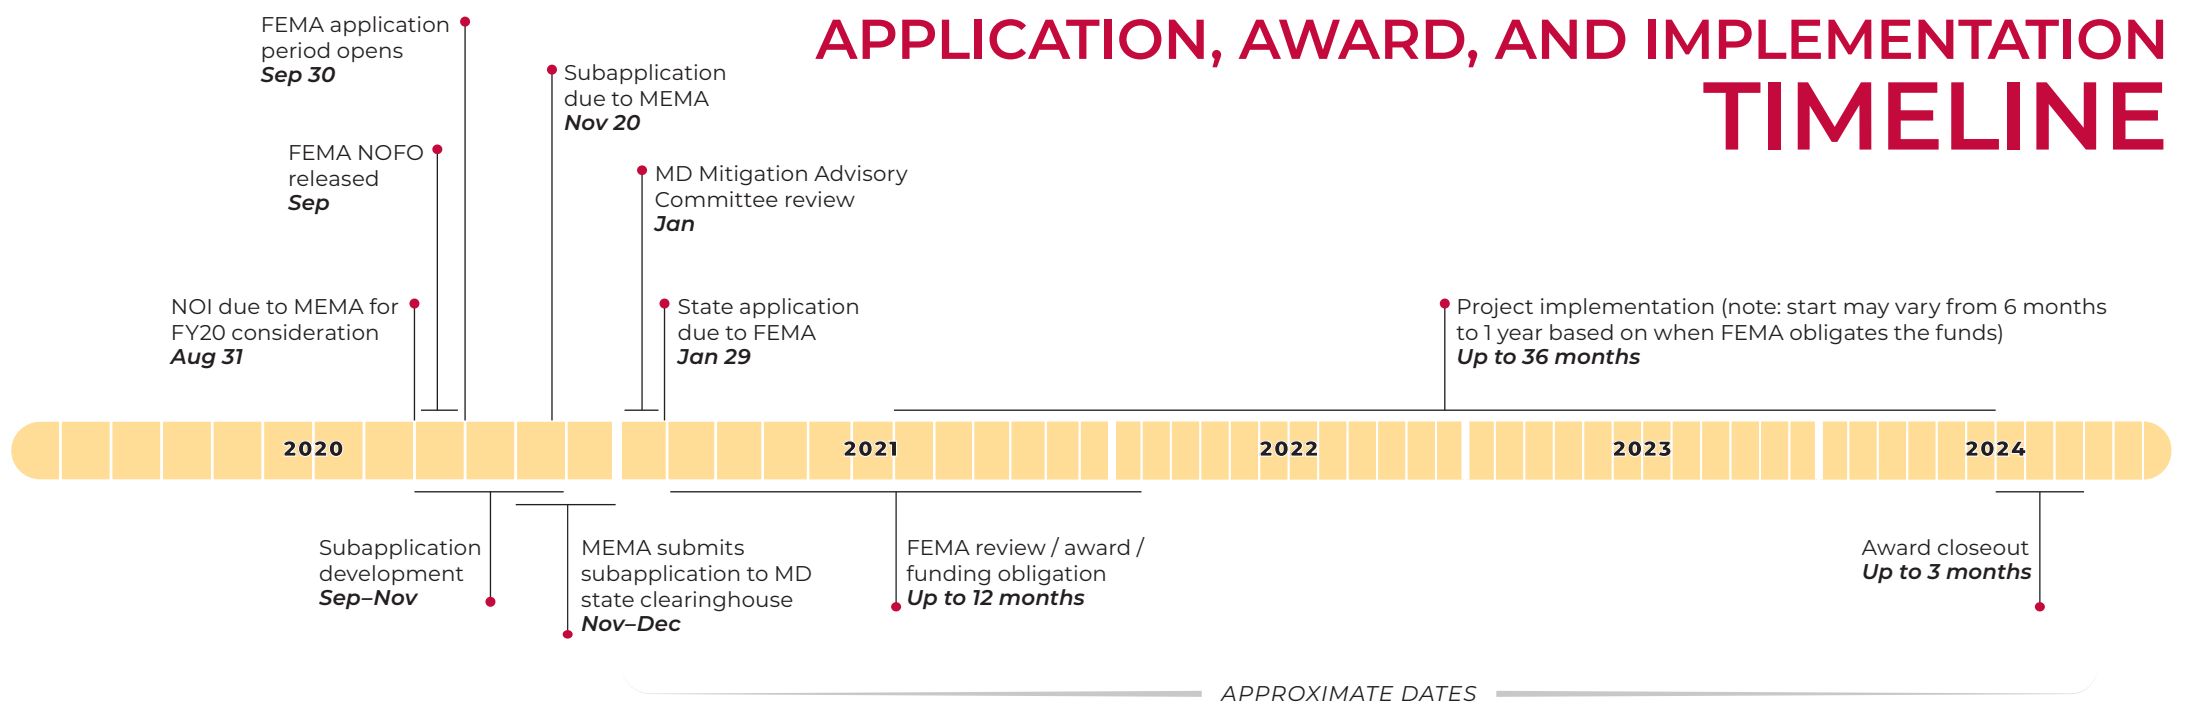 APPLICATION, AWARD, AND IMPLEMENTATION
TIMELINE
FEMA application
period opens
Sep 30
Subapplication
due to MEMA
Nov 20
FEMA NOFO
released
Sep
MD Mitigation Advisory
Committee review
Jan
NOI due to MEMA for
FY20 consideration
Aug 31
State application
due to FEMA
Jan 29
Project implementation (note: start may vary from 6 months
to 1 year based on when FEMA obligates the funds)
Up to 36 months
2020
2021
2022
2023
2024
Subapplication
development
Sep–Nov
MEMA submits
subapplication to MD
state clearinghouse
Nov–Dec
FEMA review / award /
funding obligation
Up to 12 months
Award closeout
Up to 3 months
APPROXIMATE DATES